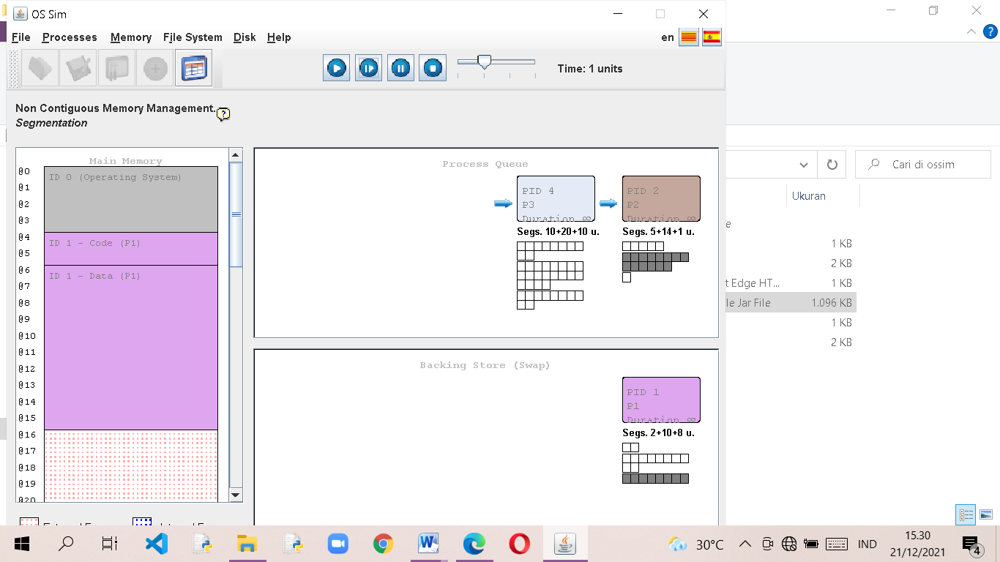 OS Sim
File Processes Memory File System Disk Help
en
Time: 1 units
Non Contiguous Memory Management.
Segmentation
Main Memory
@0
ID 0 (Operating System)
@1
@2
@3
@4
ID 1 - Code (P1)
@5
@6
ID 1 - Data (P1)
@7
@8
@9
@10
@11
@12
@13
@14
@15
@16
@17
@18
@19
@20
Process Queue
PID 4
P3
Duration ∞
Segs. 10+20+10 u.
PID 2
P2
Duration ∞
Segs. 5+14+1 u.
Backing Store (Swap)
PID 1
P1
Duration ∞
Segs. 2+10+8 u.
Cari di ossim
Ukuran
e
1 KB
2 KB
t Edge HT... 1 KB
le Jar File 1.096 KB
1 KB
2 KB
30°C
IND
15.30
21/12/2021
4